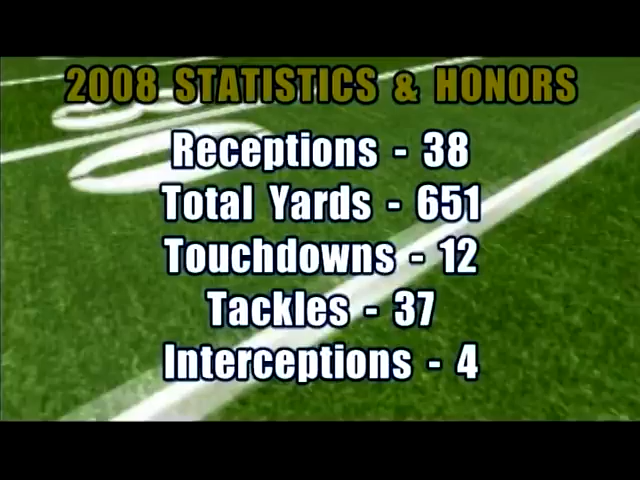 2008 STATISTICS & HONORS
Receptions - 38
Total Yards - 651
Touchdowns - 12
Tackles - 37
Interceptions - 4